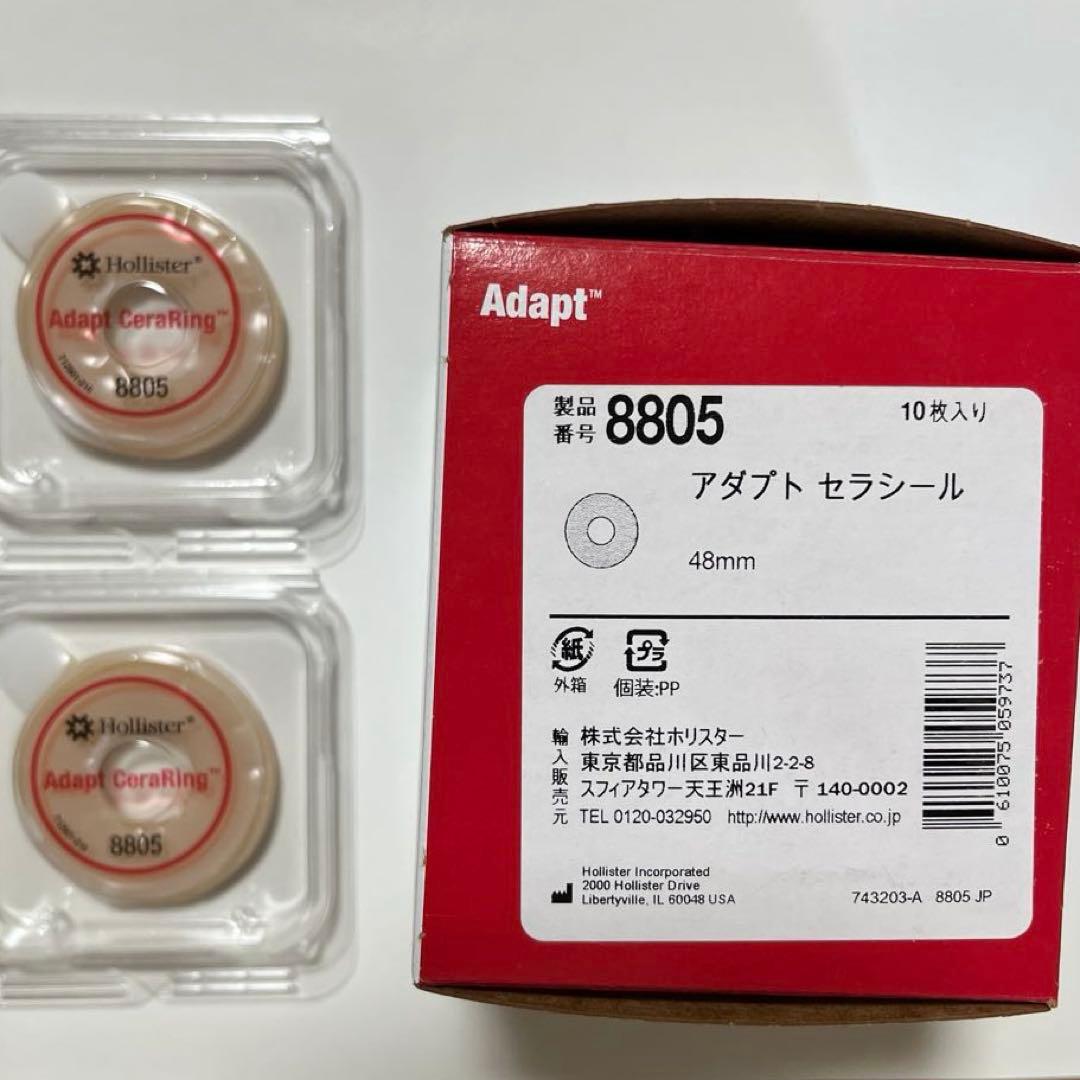 Hollister®
Adapt CeraRing™
8805
Hollister®
Adapt CeraRing™
8805
Adapt™
製品番号 8805
10枚入り
アダプト セラシール
48mm
紙
プラ
外箱
個装:PP
輸入販売元
株式会社ホリスター
東京都品川区東品川2-2-8
スフィアタワー天王洲21F 〒140-0002
TEL 0120-032950 http://www.hollister.co.jp
0 610075 059737
Hollister Incorporated
2000 Hollister Drive
Libertyville, IL 60048 USA
743203-A 8805 JP